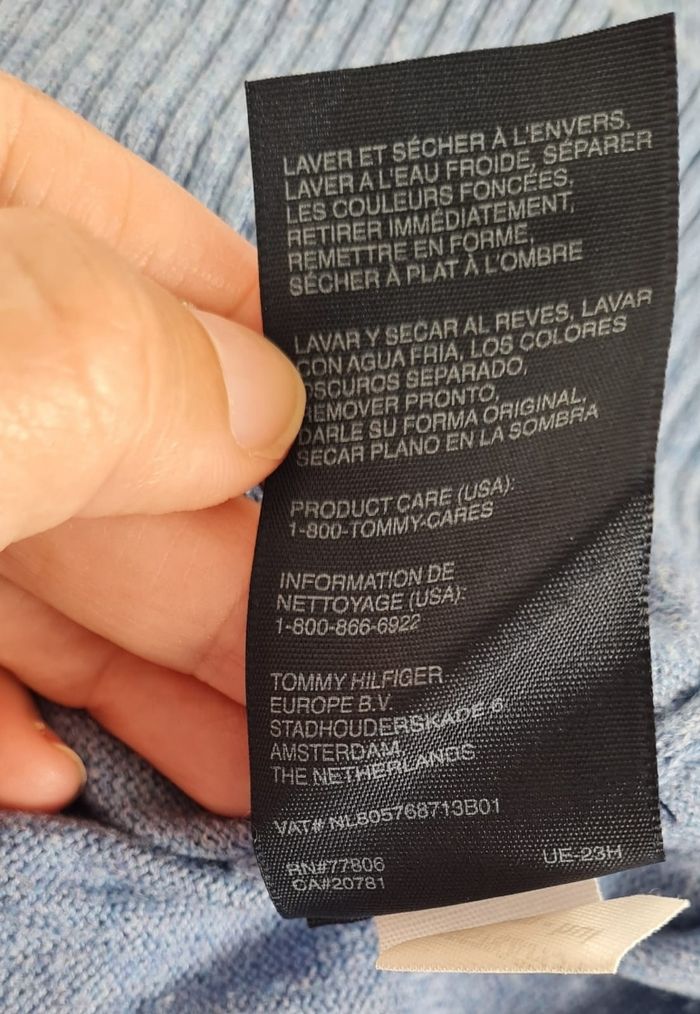 LAVER ET SÉCHER À L'ENVERS,
LAVER A L'EAU FROIDE, SÉPARER
LES COULEURS FONCÉES,
RETIRER IMMÉDIATEMENT,
REMETTRE EN FORME,
SÉCHER À PLAT À L'OMBRE
LAVAR Y SECAR AL REVES, LAVAR
CON AGUA FRIA, LOS COLORES
OSCUROS SEPARADO,
REMOVER PRONTO,
DARLE SU FORMA ORIGINAL,
SECAR PLANO EN LA SOMBRA
PRODUCT CARE (USA):
1-800-TOMMY-CARES
INFORMATION DE
NETTOYAGE (USA):
1-800-866-6922
TOMMY HILFIGER
EUROPE B.V.
STADHOUDERSKADE 6
AMSTERDAM,
THE NETHERLANDS
VAT# NL805768713B01
RN#77806
CA#20781
UE-23H